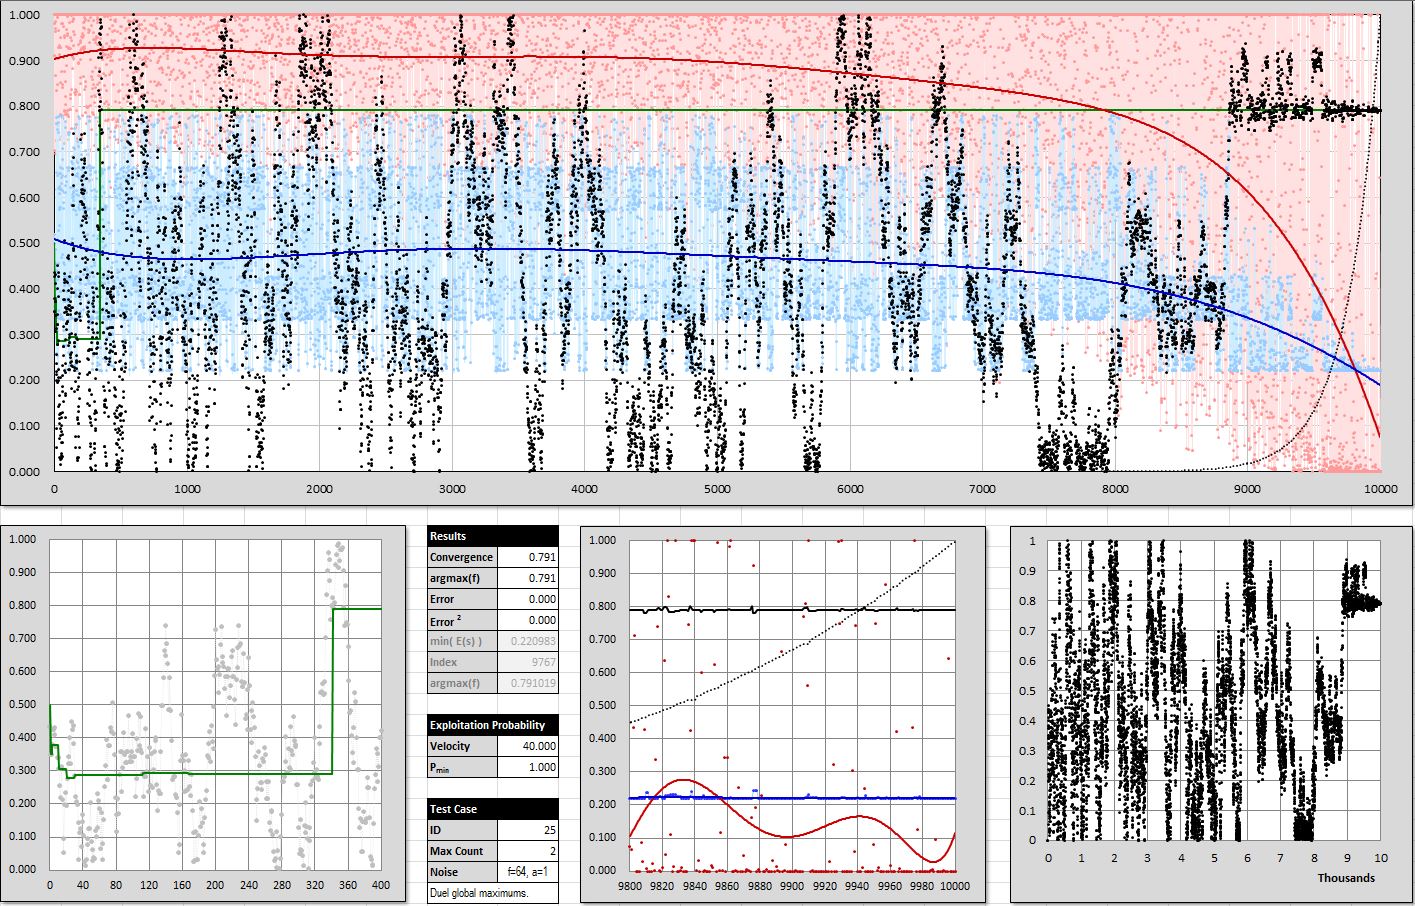 1.000
0.900
0.800
0.700
0.600
0.500
0.400
0.300
0.200
0.100
0.000
0 1000 2000 3000 4000 5000 6000 7000 8000 9000 10000
1.000
0.900
0.800
0.700
0.600
0.500
0.400
0.300
0.200
0.100
0.000
0 40 80 120 160 200 240 280 320 360 400
Results
Convergence 0.791
argmax(f) 0.791
Error 0.000
Error 2 0.000
min( E(s) ) 0.220983
Index 9767
argmax(f) 0.791019
Exploitation Probability
Velocity 40.000
Pmin 1.000
Test Case
ID 25
Max Count 2
Noise f=64, a=1
Duel global maximums.
1.000
0.900
0.800
0.700
0.600
0.500
0.400
0.300
0.200
0.100
0.000
9800 9820 9840 9860 9880 9900 9920 9940 9960 9980 10000
1
0.9
0.8
0.7
0.6
0.5
0.4
0.3
0.2
0.1
0
0 1 2 3 4 5 6 7 8 9 10
Thousands